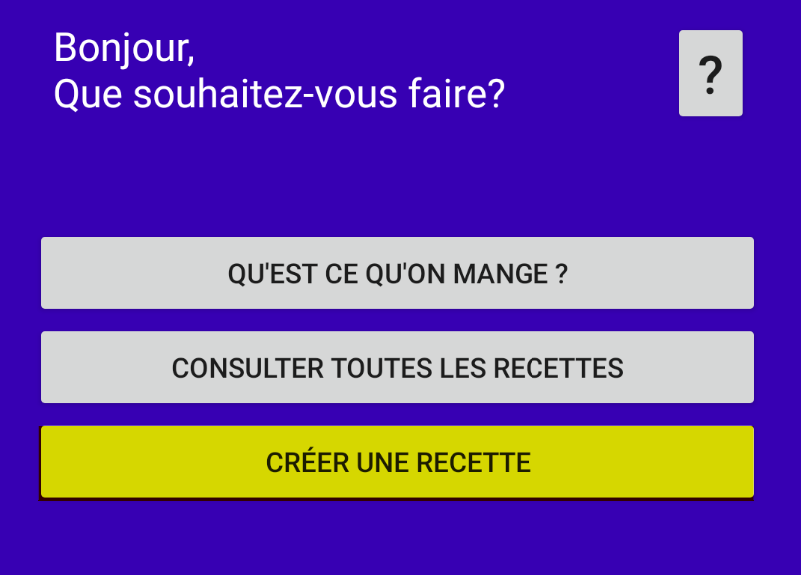 Bonjour,
Que souhaitez-vous faire?
?
QU'EST CE QU'ON MANGE ?
CONSULTER TOUTES LES RECETTES
CRÉER UNE RECETTE